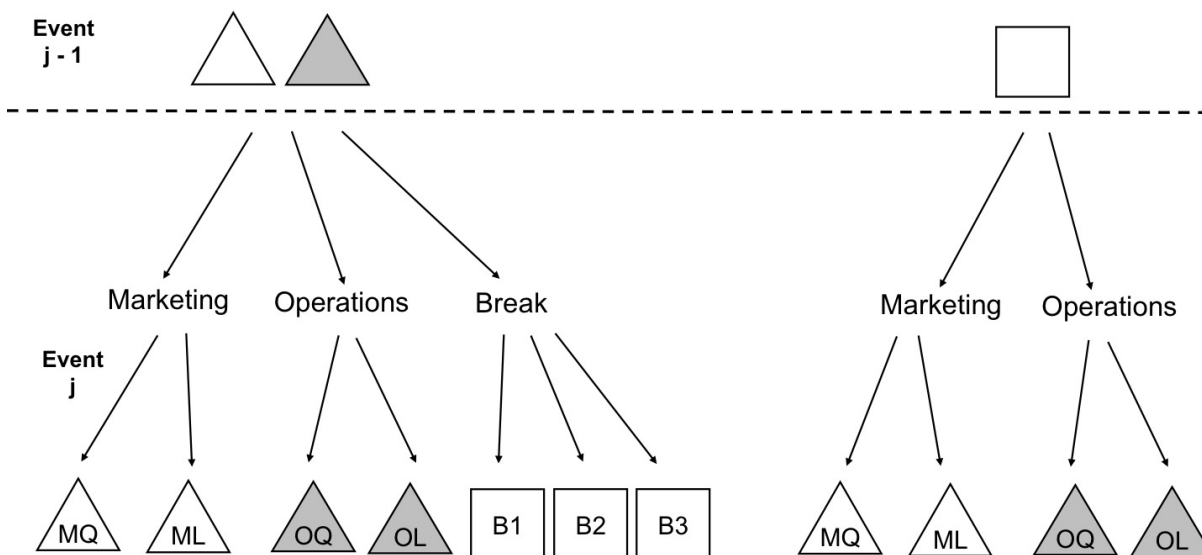 Event
j - 1
Marketing Operations Break Marketing Operations
Event
j
MQ ML OQ OL B1 B2 B3 MQ ML OQ OL